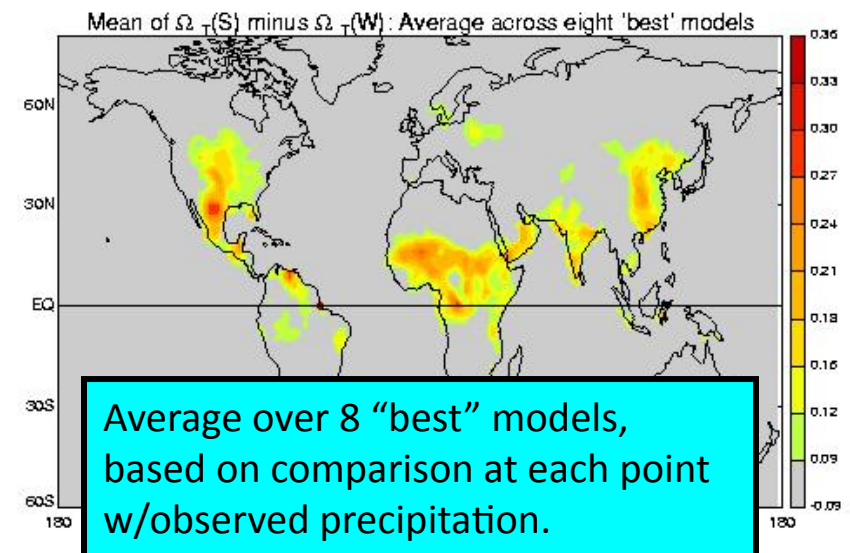 Mean of Ω T(S) minus Ω T(W): Average across eight 'best' models
0.36
0.33
60N
0.30
0.27
30N
0.24
0.21
EQ
0.18
0.16
30S
0.12
0.09
60S
-0.09
180
180
Average over 8 “best” models,
based on comparison at each point
w/observed precipitation.